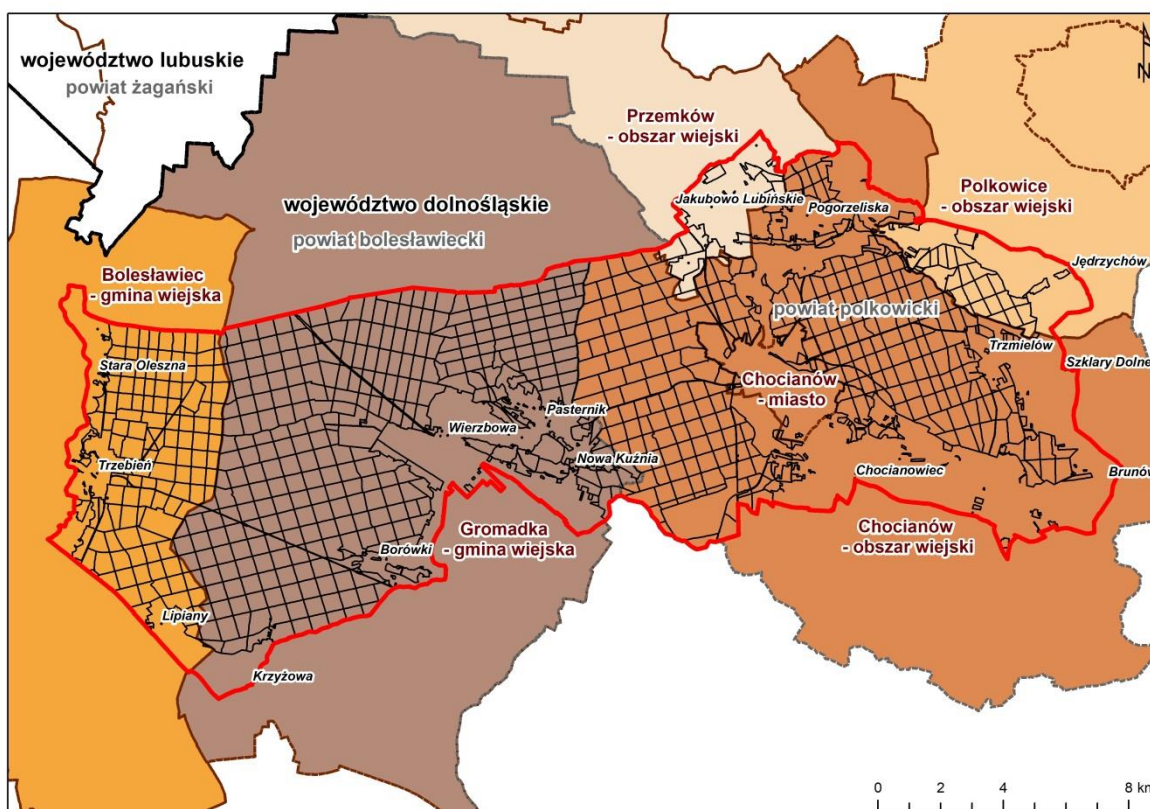 województwo lubuskie
powiat żagański
N
Przemków
- obszar wiejski
Jakubowo Lubińskie
Pogorzeliska
Polkowice
- obszar wiejski
województwo dolnośląskie
powiat bolesławiecki
Jędrzychów
Bolesławiec
- gmina wiejska
powiat polkowicki
Trzmielów
Szklary Dolne
Stara Oleszna
Chocianów
- miasto
Pasternik
Wierzbowa
Nowa Kuźnia
Trzebień
Chocianowiec
Brunów
Gromadka
- gmina wiejska
Chocianów
- obszar wiejski
Borówki
Lipiany
Krzyżowa
0 2 4 8 km